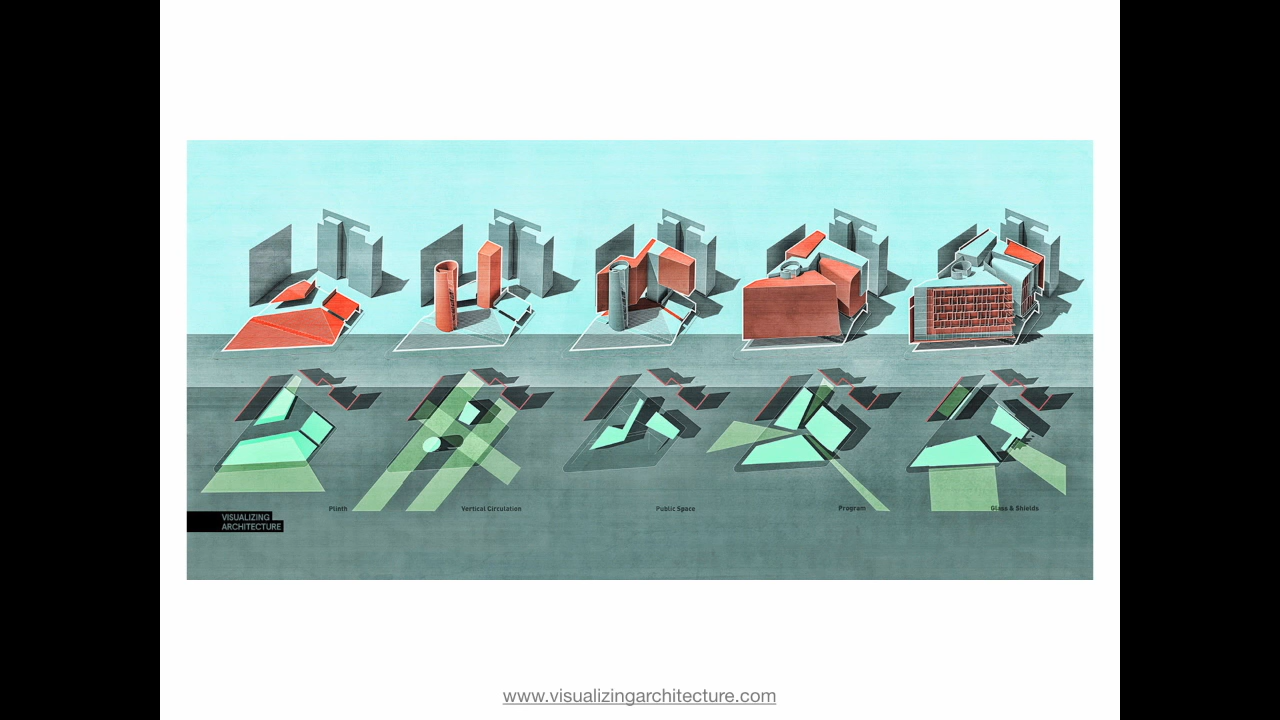 Plinth
Vertical Circulation
Public Space
Program
Glass & Shields
VISUALIZING
ARCHITECTURE
www.visualizingarchitecture.com